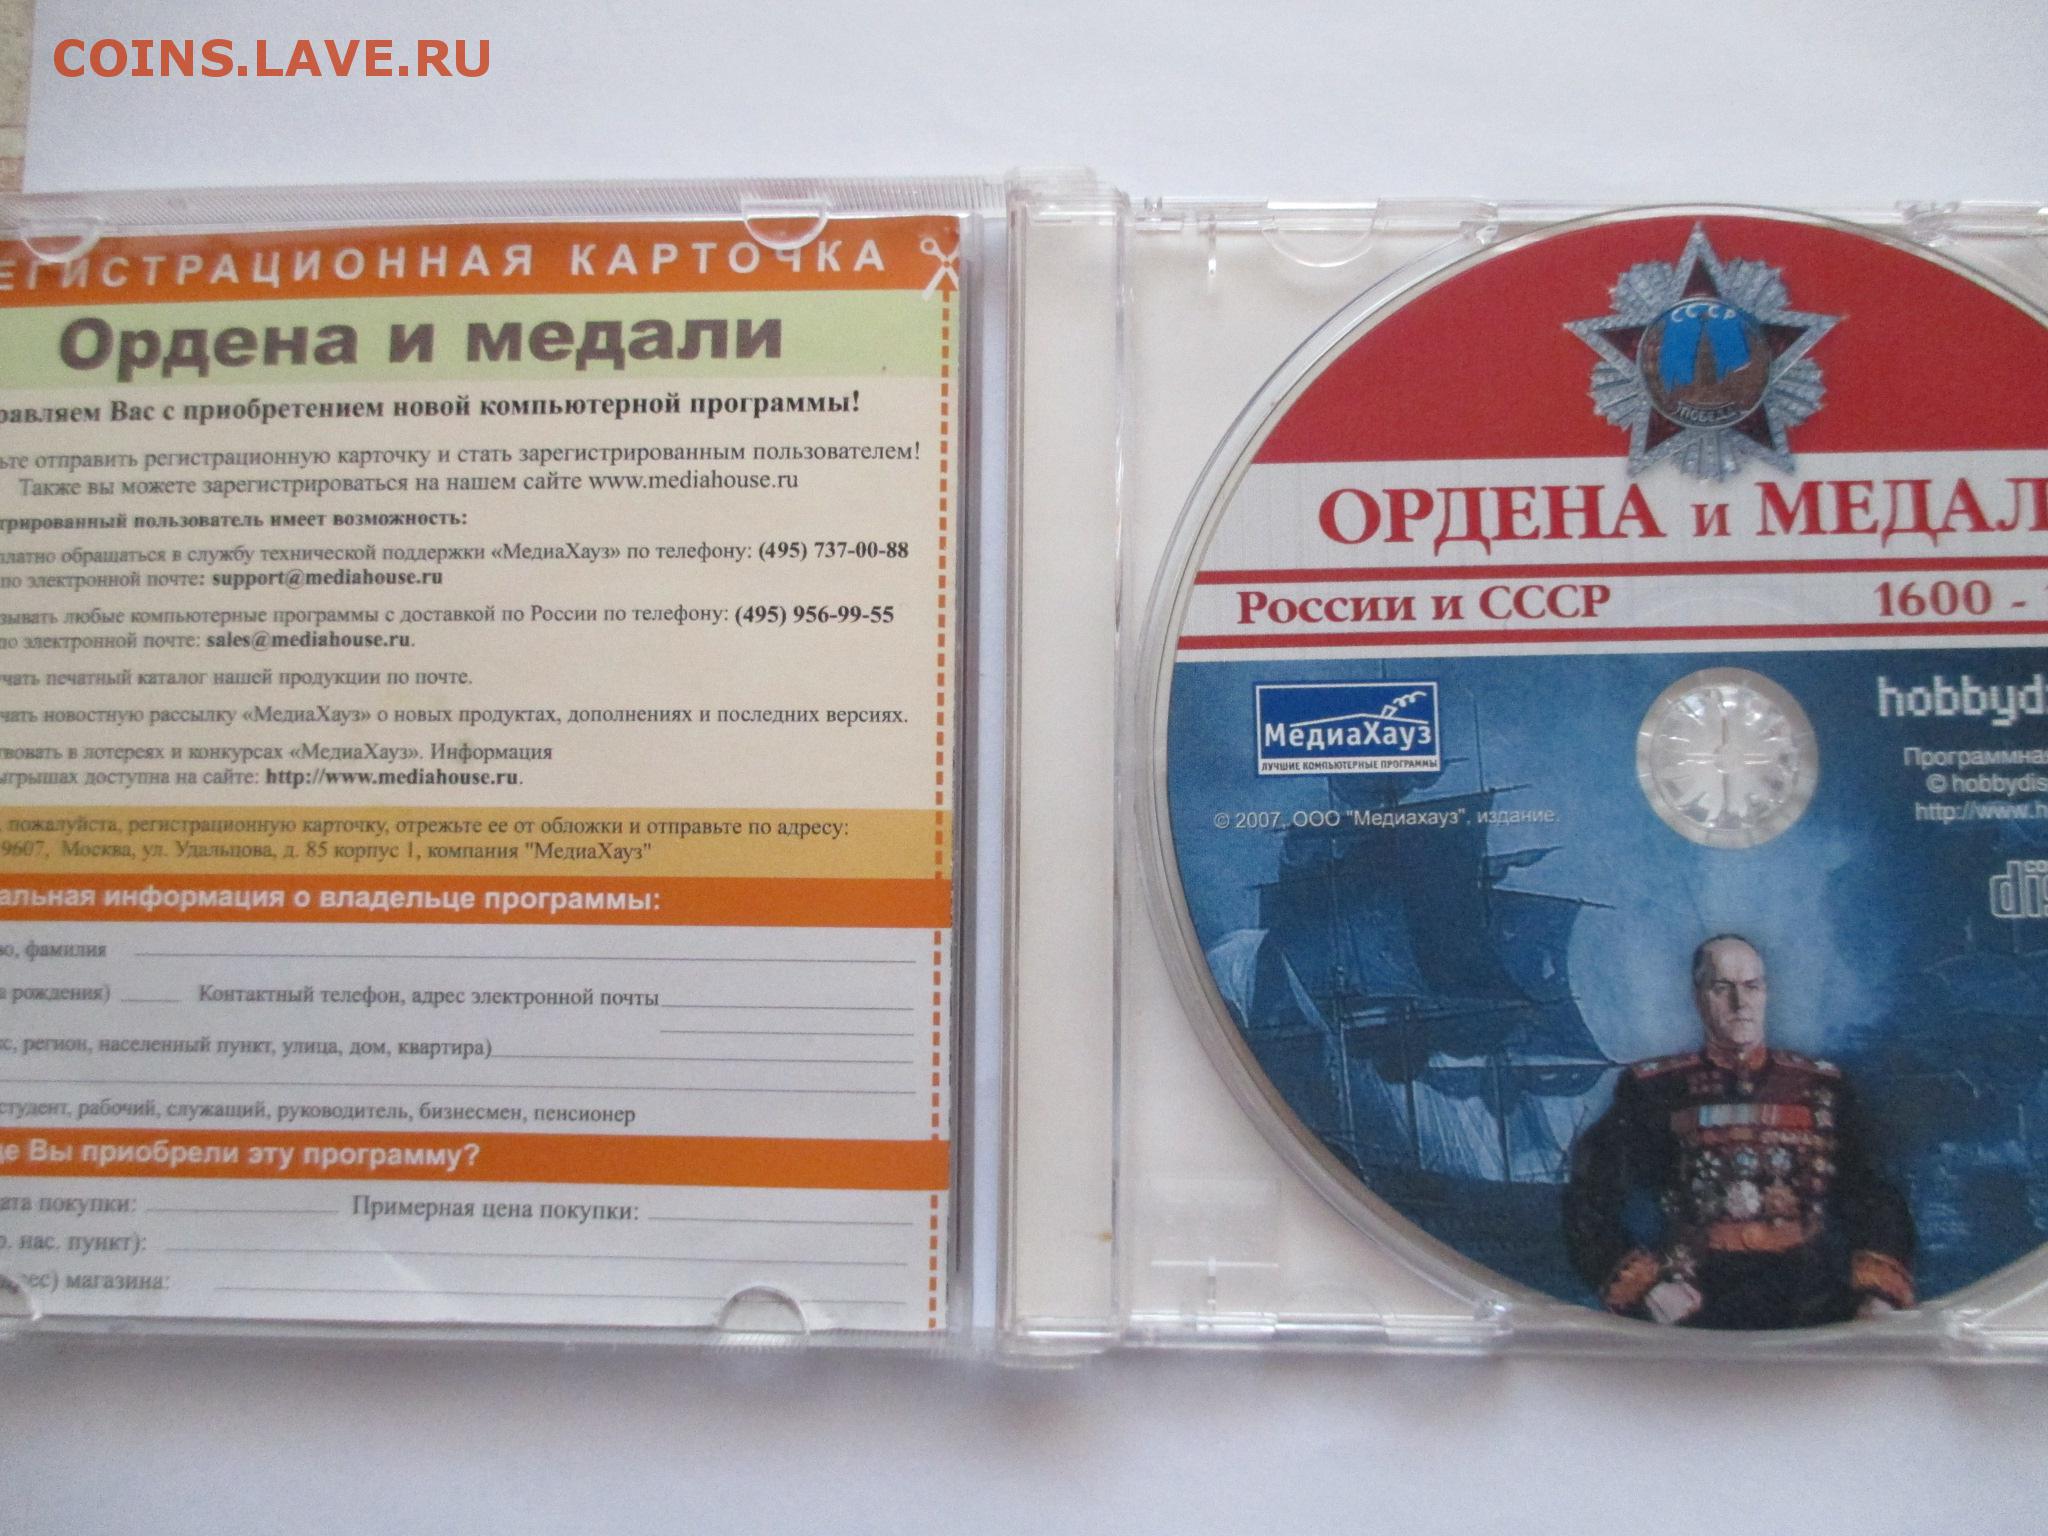 COINS.LAVE.RU
ЕГИСТРАЦИОННАЯ КАРТОЧКА
Ордена и медали
равляем Вас с приобретением новой компьютерной программы!
ьте отправить регистрационную карточку и стать зарегистрированным пользователем!
Также вы можете зарегистрироваться на нашем сайте www.mediahouse.ru
трированный пользователь имеет возможность:
платно обращаться в службу технической поддержки «МедиаХауз» по телефону: (495) 737-00-88
по электронной почте: support@mediahouse.ru
зывать любые компьютерные программы с доставкой по России по телефону: (495) 956-99-55
по электронной почте: sales@mediahouse.ru.
чать печатный каталог нашей продукции по почте.
чать новостную рассылку «МедиаХауз» о новых продуктах, дополнениях и последних версиях.
твовать в лотереях и конкурсах «МедиаХауз». Информация
ыгрышах доступна на сайте: http://www.mediahouse.ru.
, пожалуйста, регистрационную карточку, отрежьте ее от обложки и отправьте по адресу:
9607, Москва, ул. Удальцова, д. 85 корпус 1, компания "МедиаХауз"
альная информация о владельце программы:
во, фамилия
а рождения) Контактный телефон, адрес электронной почты
кс, регион, населенный пункт, улица, дом, квартира)
студент, рабочий, служащий, руководитель, бизнесмен, пенсионер
де Вы приобрели эту программу?
ата покупки: Примерная цена покупки:
р. нас. пункт):
рес) магазина:
СССР
ПОБЕДА
ОРДЕНА и МЕДАЛ
России и СССР 1600 -
МедиаХауз
ЛУЧШИЕ КОМПЬЮТЕРНЫЕ ПРОГРАММЫ
© 2007, ООО "Медиахауз", издание.
hobbyd
Программная
© hobbydis
http://www.h
co
dis